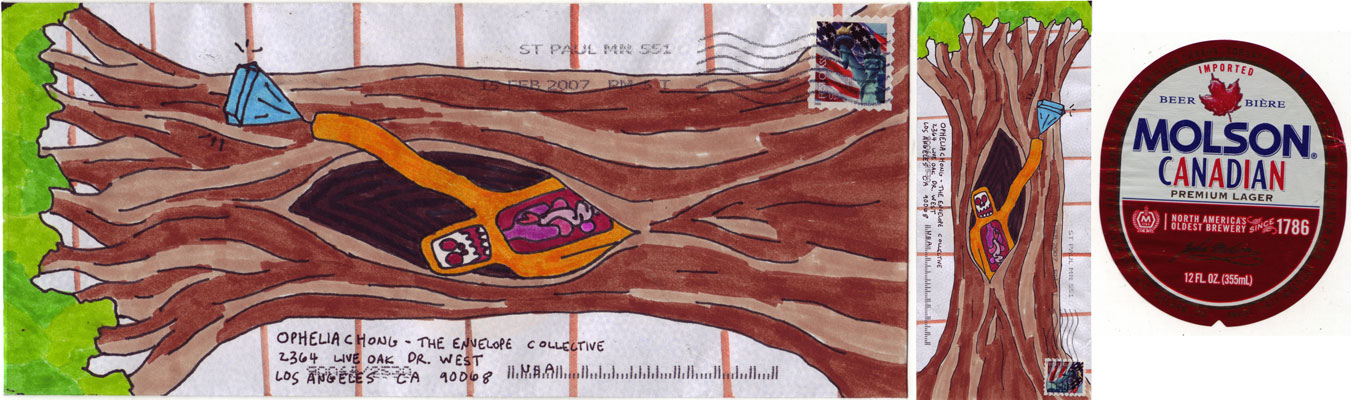 ST PAUL MN 551
15 FEB 2007 PM 5 T
OPHELIA CHONG - THE ENVELOPE COLLECTIVE
2364 LIVE OAK DR. WEST
LOS ANGELES CA 90068 USA
OPHELIA CHONG - THE ENVELOPE COLLECTIVE
2364 LIVE OAK DR. WEST
LOS ANGELES CA 90068
USA
ST PAUL MN 551
IMPORTED
BEER BIÈRE
MOLSON®
CANADIAN
PREMIUM LAGER
NORTH AMERICA'S
OLDEST BREWERY SINCE 1786
12 FL. OZ. (355mL)